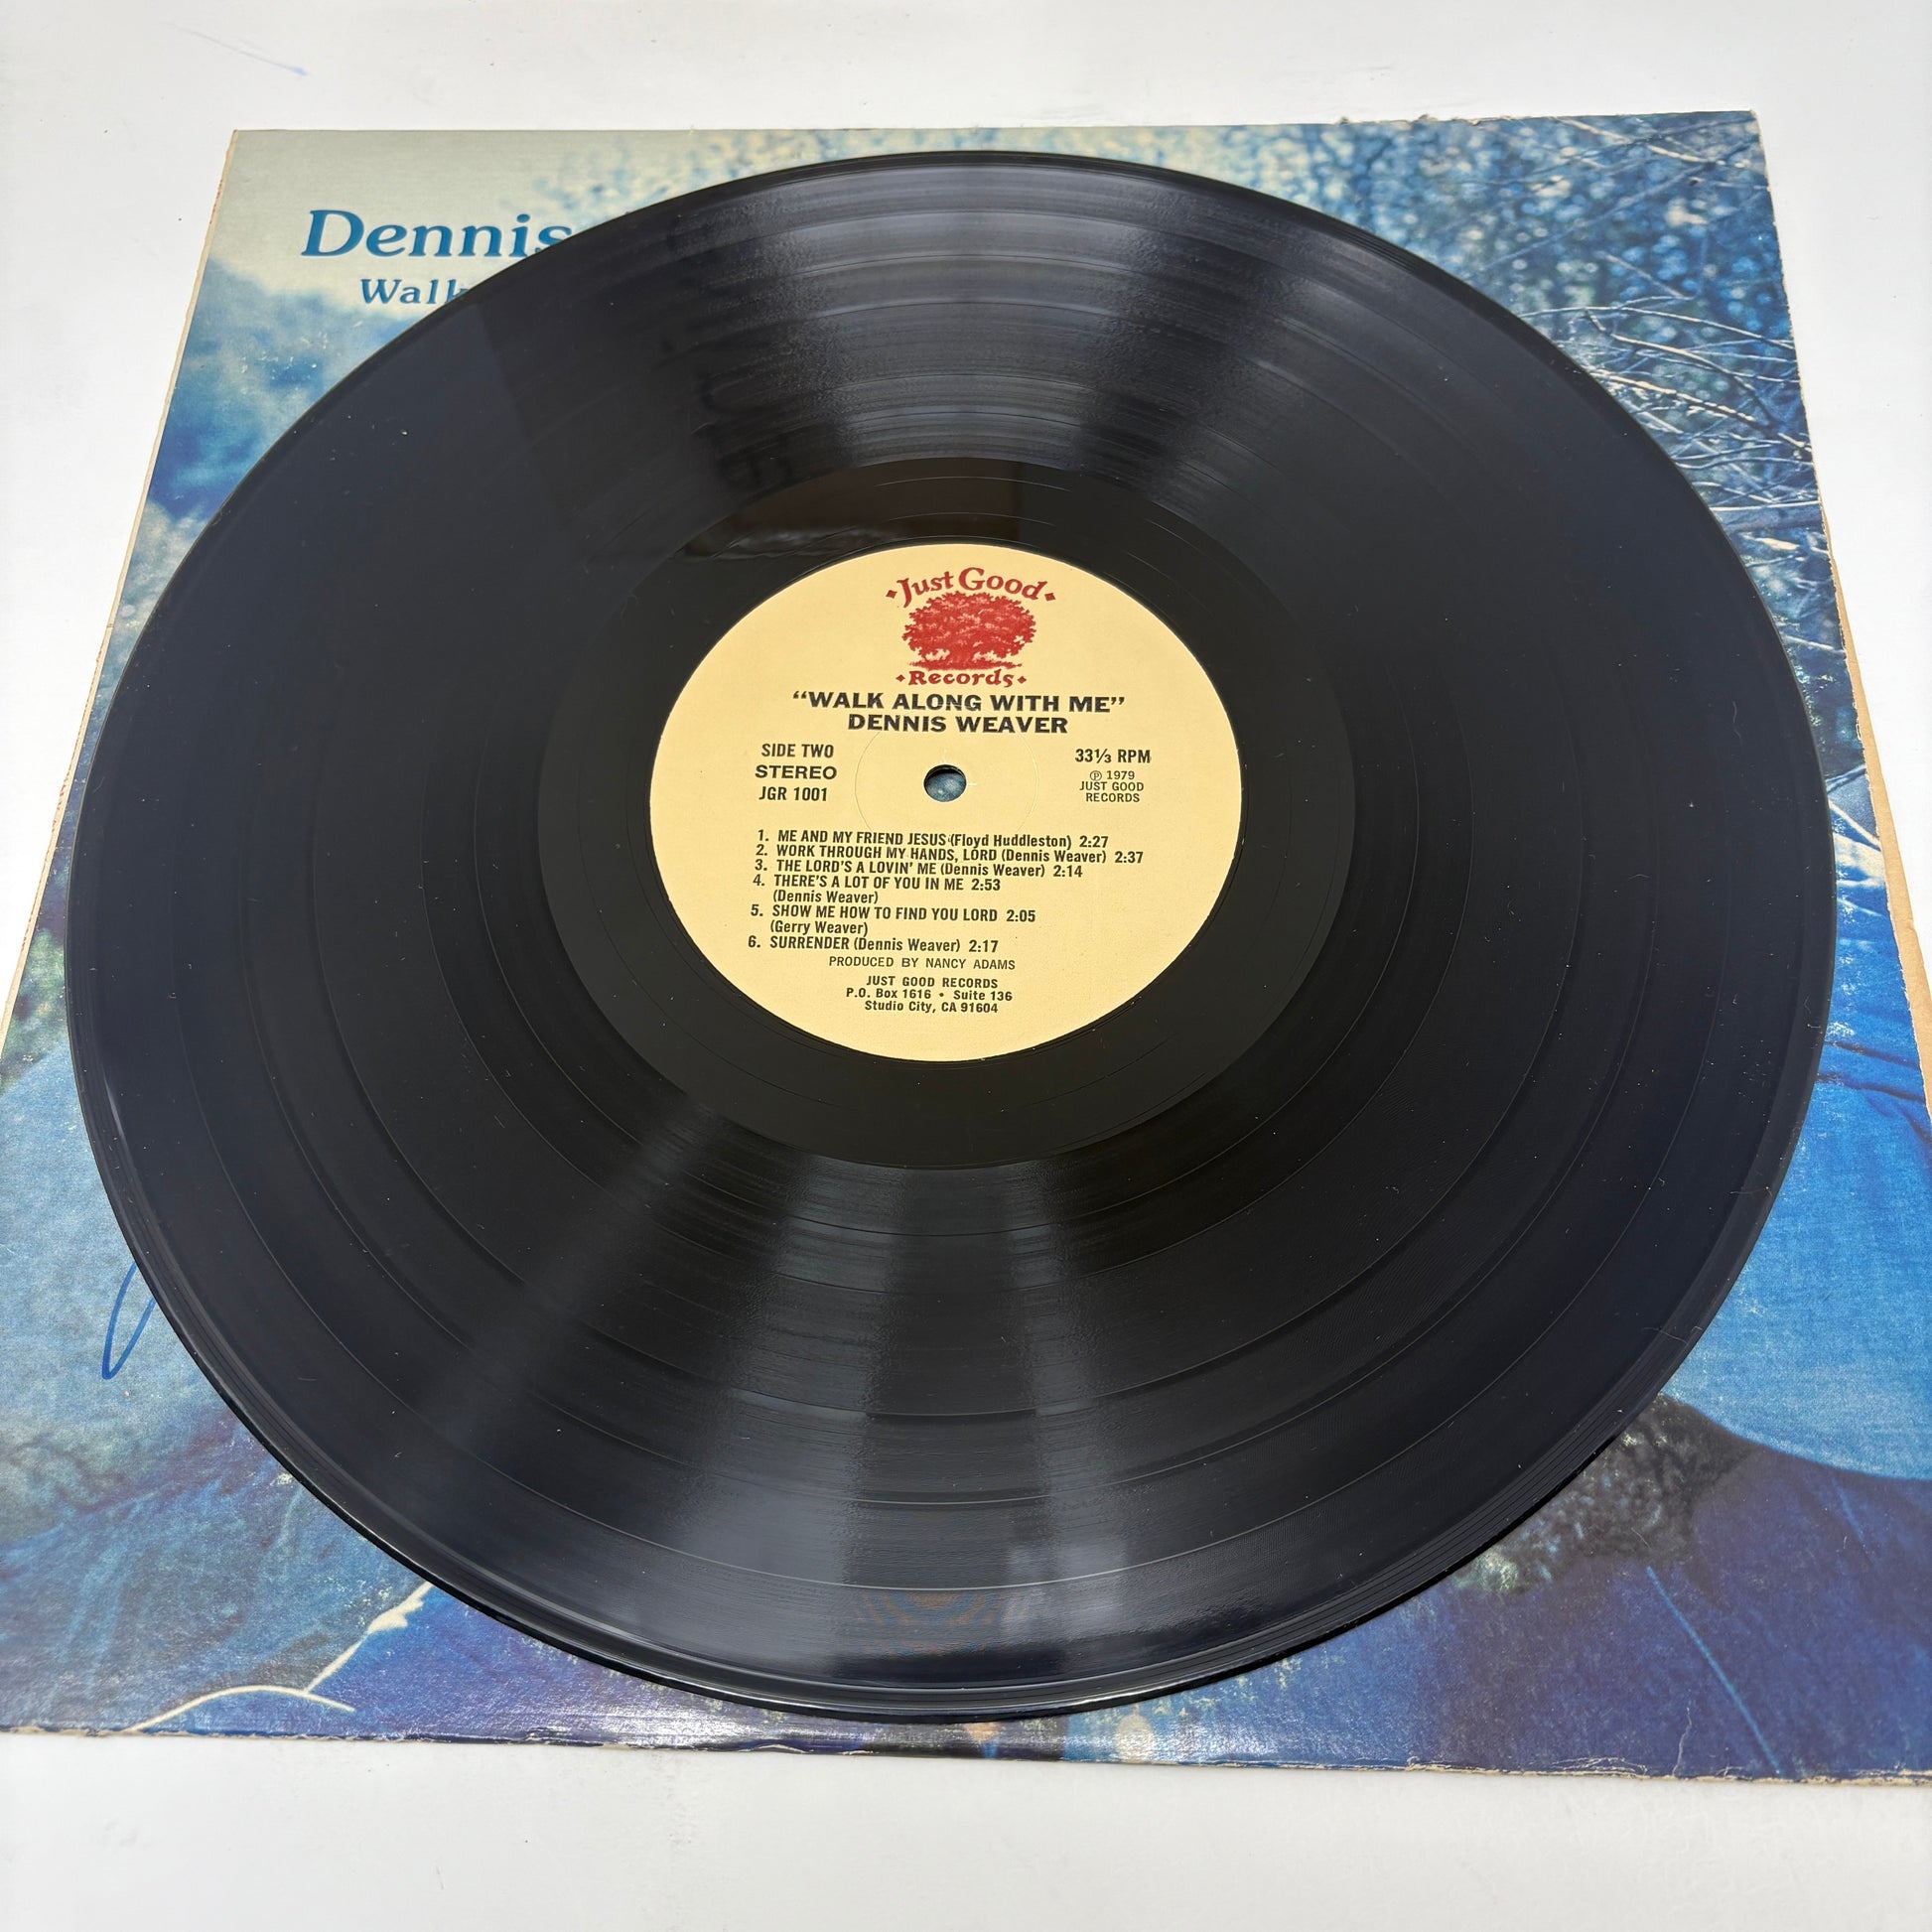 Dennis
Walk
Just Good
Records
“WALK ALONG WITH ME”
DENNIS WEAVER
SIDE TWO
STEREO
JGR 1001
33⅓ RPM
℗ 1979
JUST GOOD
RECORDS
1. ME AND MY FRIEND JESUS (Floyd Huddleston) 2:27
2. WORK THROUGH MY HANDS, LORD (Dennis Weaver) 2:37
3. THE LORD'S A LOVIN' ME (Dennis Weaver) 2:14
4. THERE'S A LOT OF YOU IN ME 2:53
(Dennis Weaver)
5. SHOW ME HOW TO FIND YOU LORD 2:05
(Gerry Weaver)
6. SURRENDER (Dennis Weaver) 2:17
PRODUCED BY NANCY ADAMS
JUST GOOD RECORDS
P.O. Box 1616 • Suite 136
Studio City, CA 91604